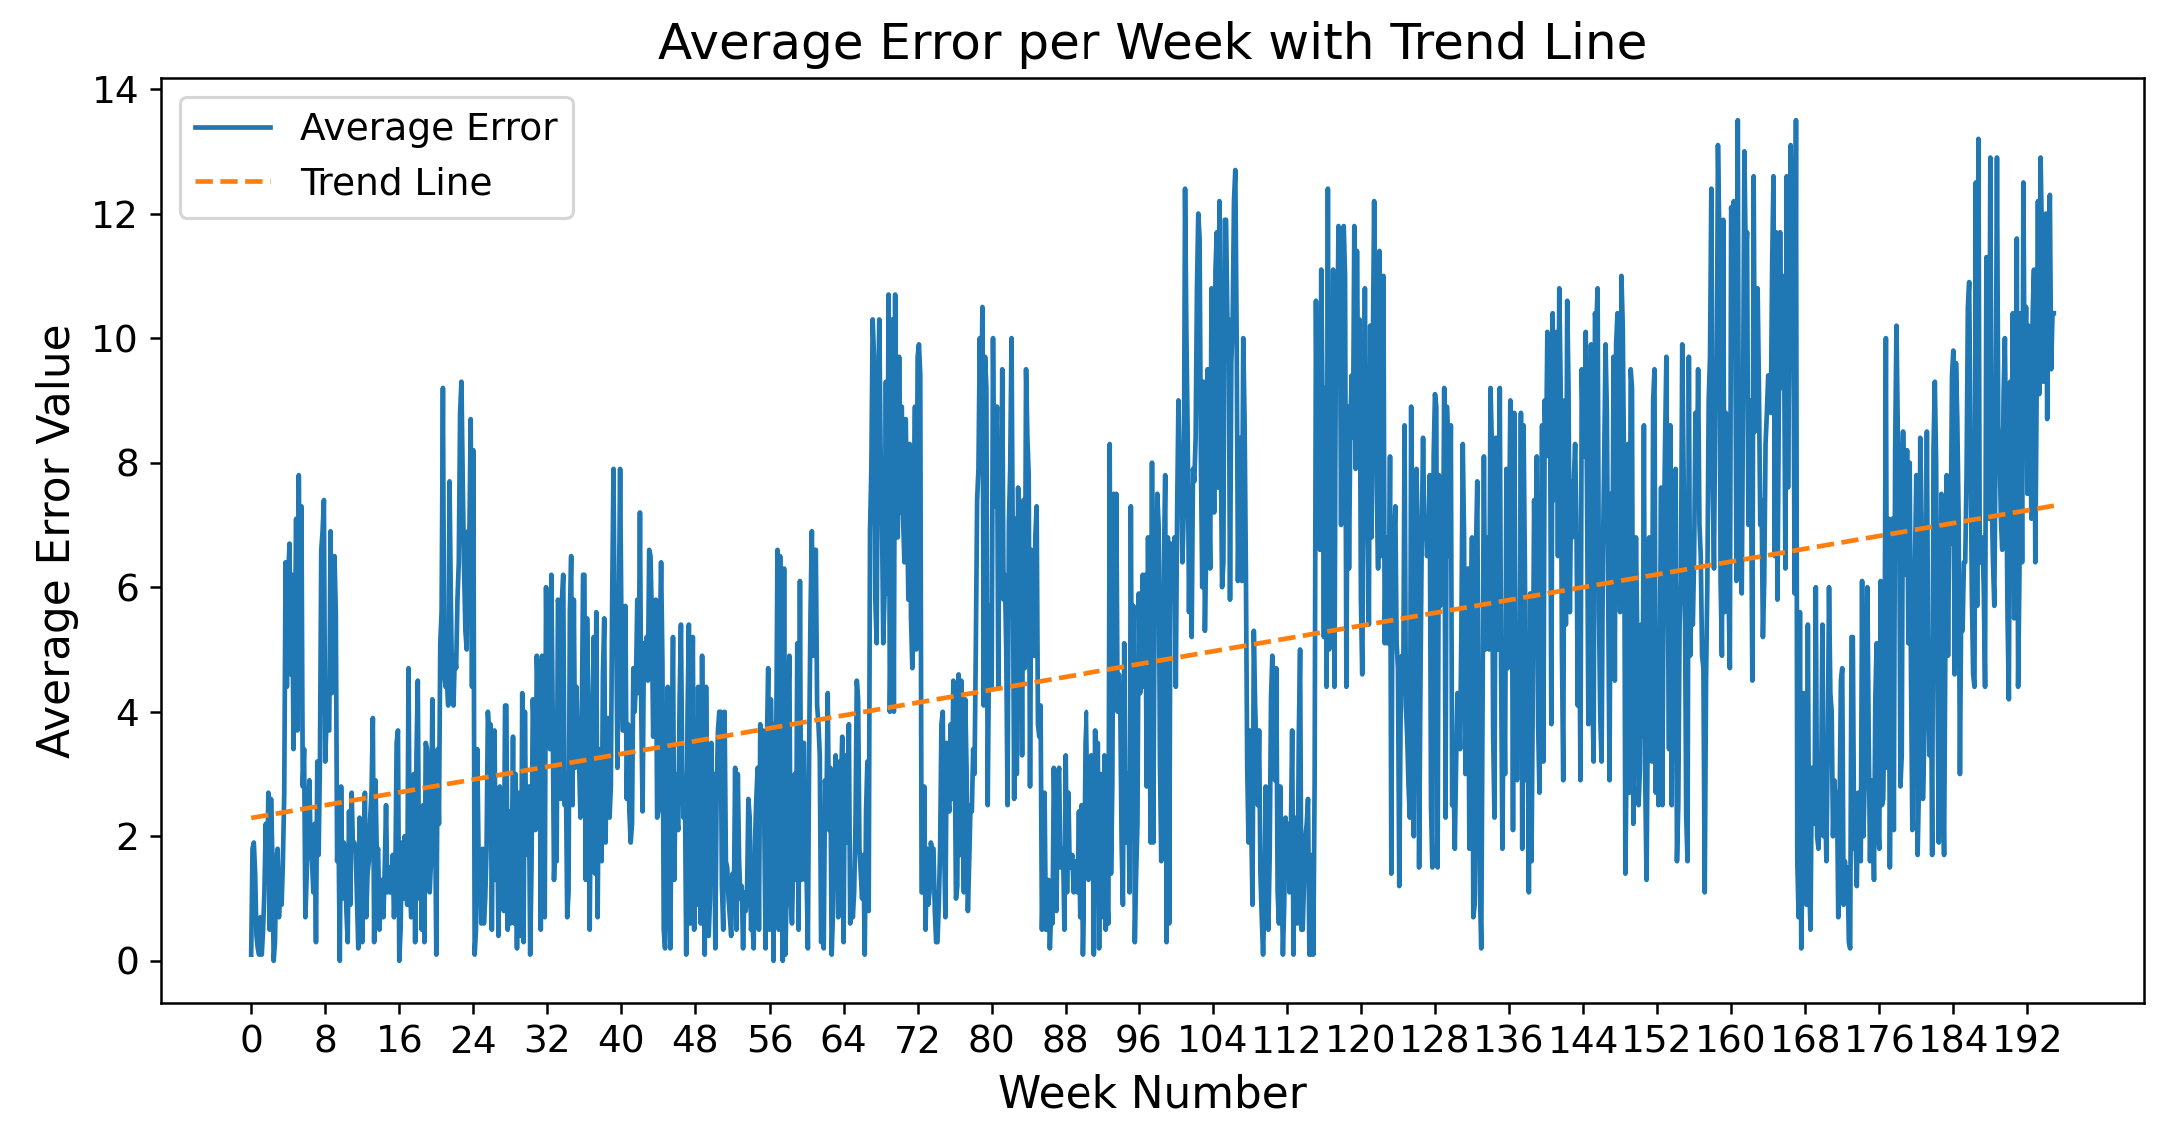 Average Error per Week with Trend Line
14
12
10
8
6
4
2
0
Average Error Value
Average Error
Trend Line
0 8 16 24 32 40 48 56 64 72 80 88 96 104 112 120 128 136 144 152 160 168 176 184 192
Week Number